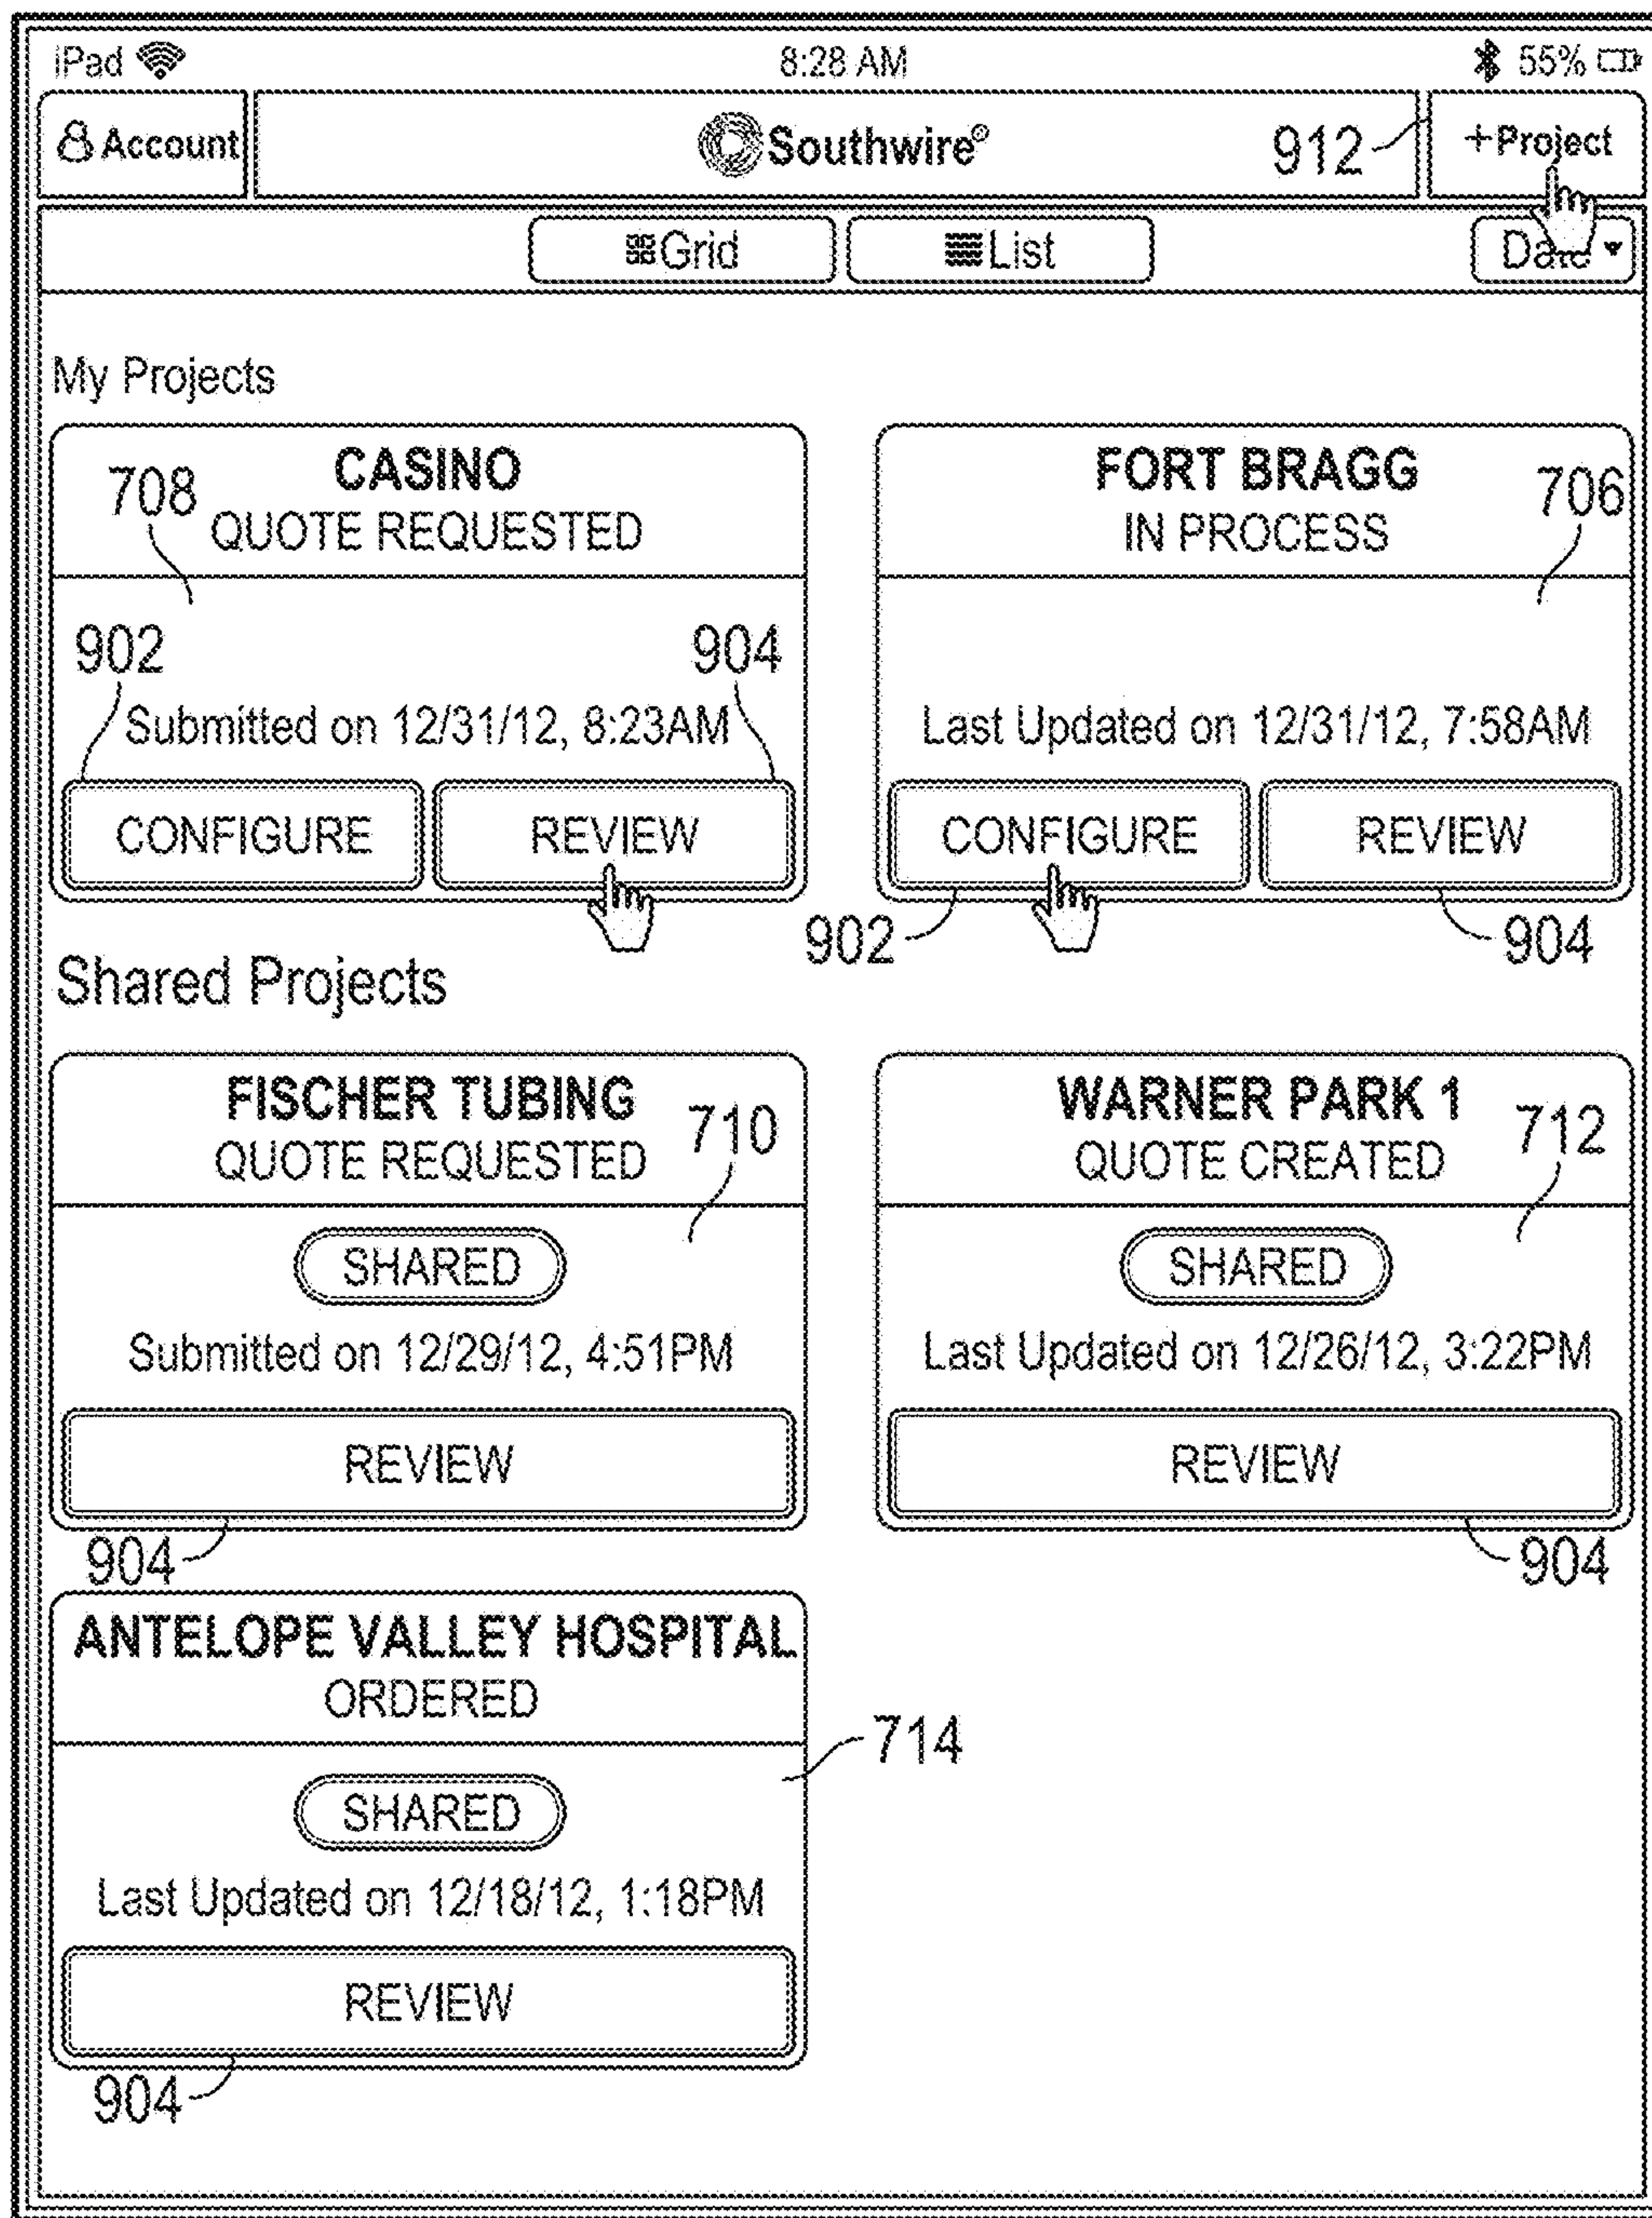 iPad 8:28 AM 55%
Account Southwire® 912 +Project
Grid List Date
My Projects
CASINO
708 QUOTE REQUESTED
902 904
Submitted on 12/31/12, 8:23AM
CONFIGURE REVIEW
FORT BRAGG
IN PROCESS 706
Last Updated on 12/31/12, 7:58AM
CONFIGURE REVIEW
902 904
Shared Projects
FISCHER TUBING
QUOTE REQUESTED 710
SHARED
Submitted on 12/29/12, 4:51PM
REVIEW
904
WARNER PARK 1
QUOTE CREATED 712
SHARED
Last Updated on 12/26/12, 3:22PM
REVIEW
904
ANTELOPE VALLEY HOSPITAL
ORDERED
714
SHARED
Last Updated on 12/18/12, 1:18PM
REVIEW
904